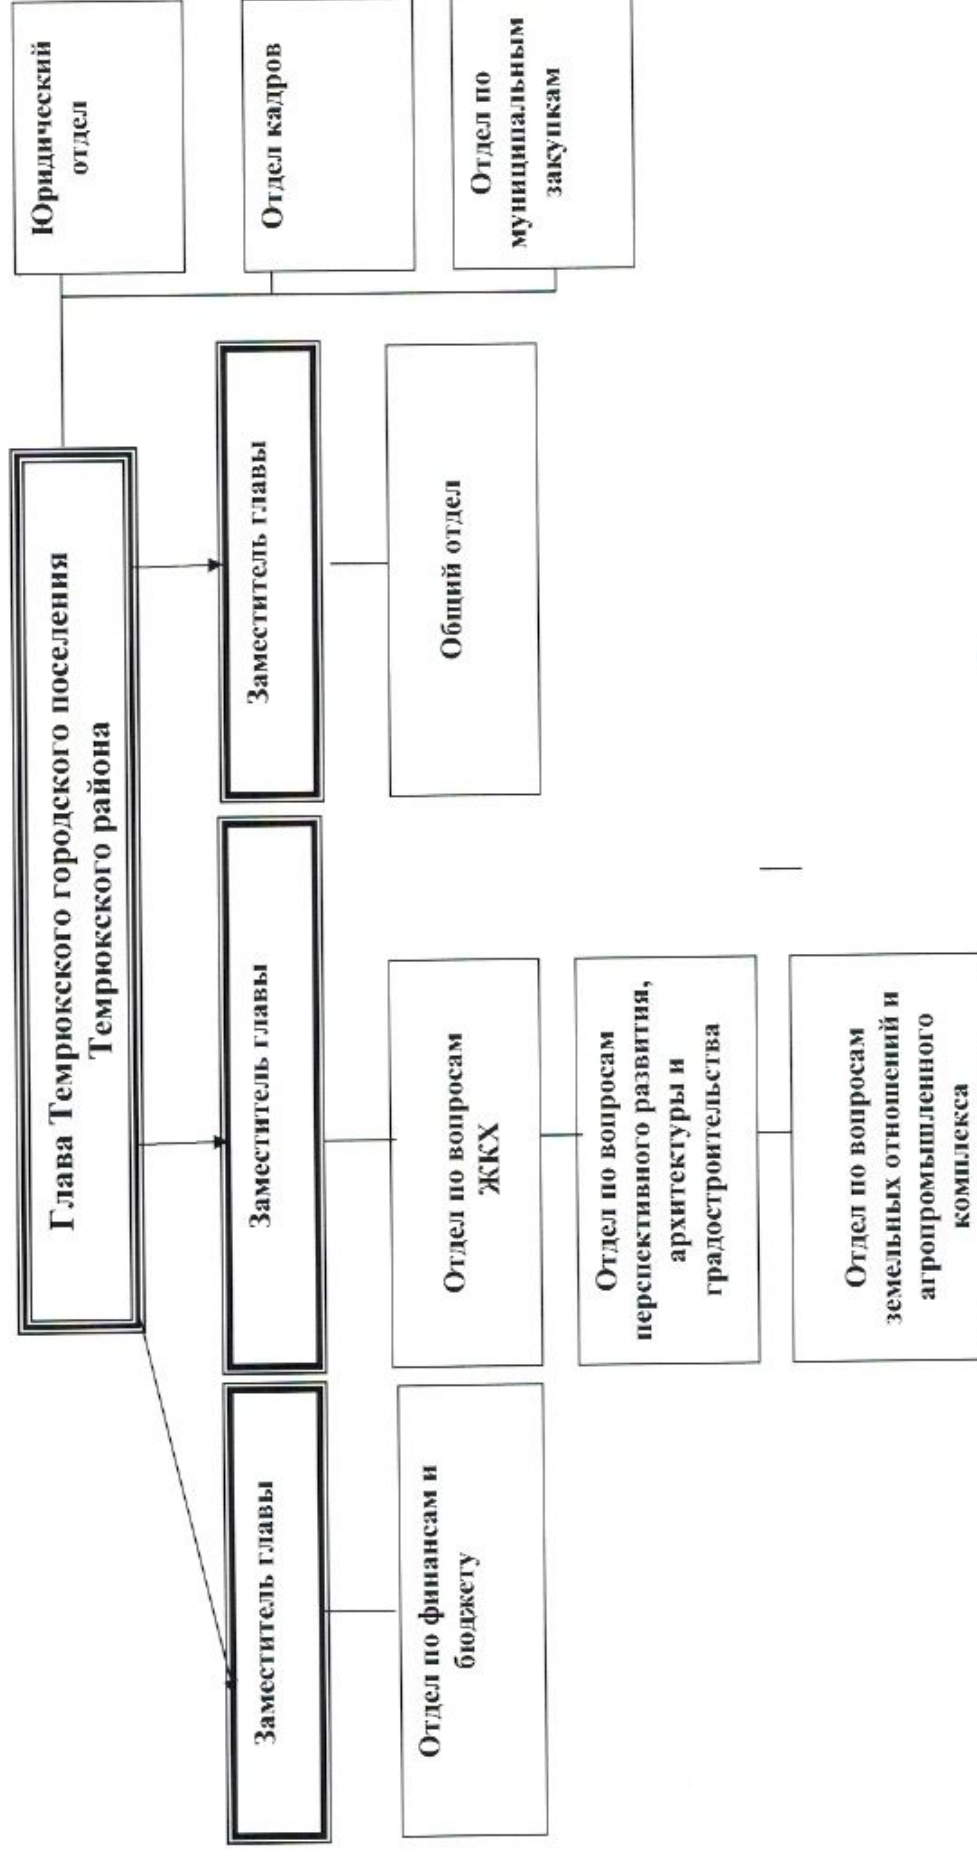 Глава Темрюкского городского поселения
Темрюкского района
Юридический
отдел
Отдел кадров
Отдел по
муниципальным
закупкам
Заместитель главы
Отдел по финансам и
бюджету
Заместитель главы
Отдел по вопросам
ЖКХ
Отдел по вопросам
перспективного развития,
архитектуры и
градостроительства
Отдел по вопросам
земельных отношений и
агропромышленного
комплекса
Заместитель главы
Общий отдел